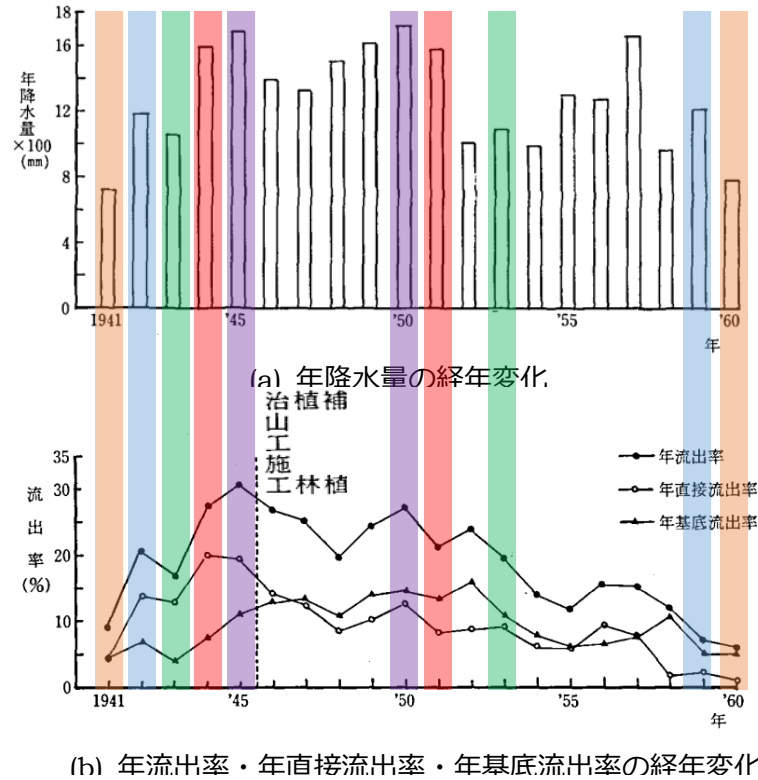 18
16
年降水量
×100
(mm)
12
8
4
0
1941
'45
'50
'55
'60
年
(a) 年降水量の経年変化
治山工施工
植林
補植
35
30
20
10
0
流出率
(%)
年流出率
年直接流出率
年基底流出率
1941
'45
'50
'55
'60
年
(b) 年流出率・年直接流出率・年基底流出率の経年変化